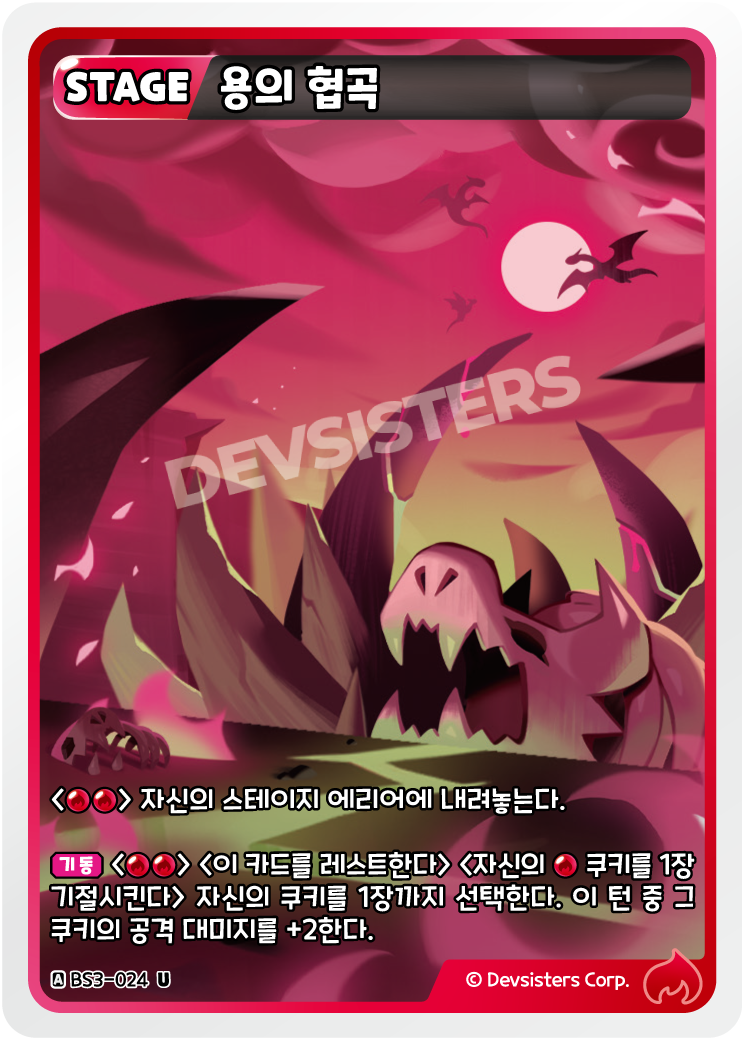 STAGE 용의 협곡
DEVSISTERS
<🔥🔥> 자신의 스테이지 에리어에 내려놓는다.
기동 <🔥🔥> <이 카드를 레스트한다> <자신의 🔥 쿠키를 1장
기절시킨다> 자신의 쿠키를 1장까지 선택한다. 이 턴 중 그
쿠키의 공격 대미지를 +2한다.
A BS3-024 U
© Devsisters Corp.